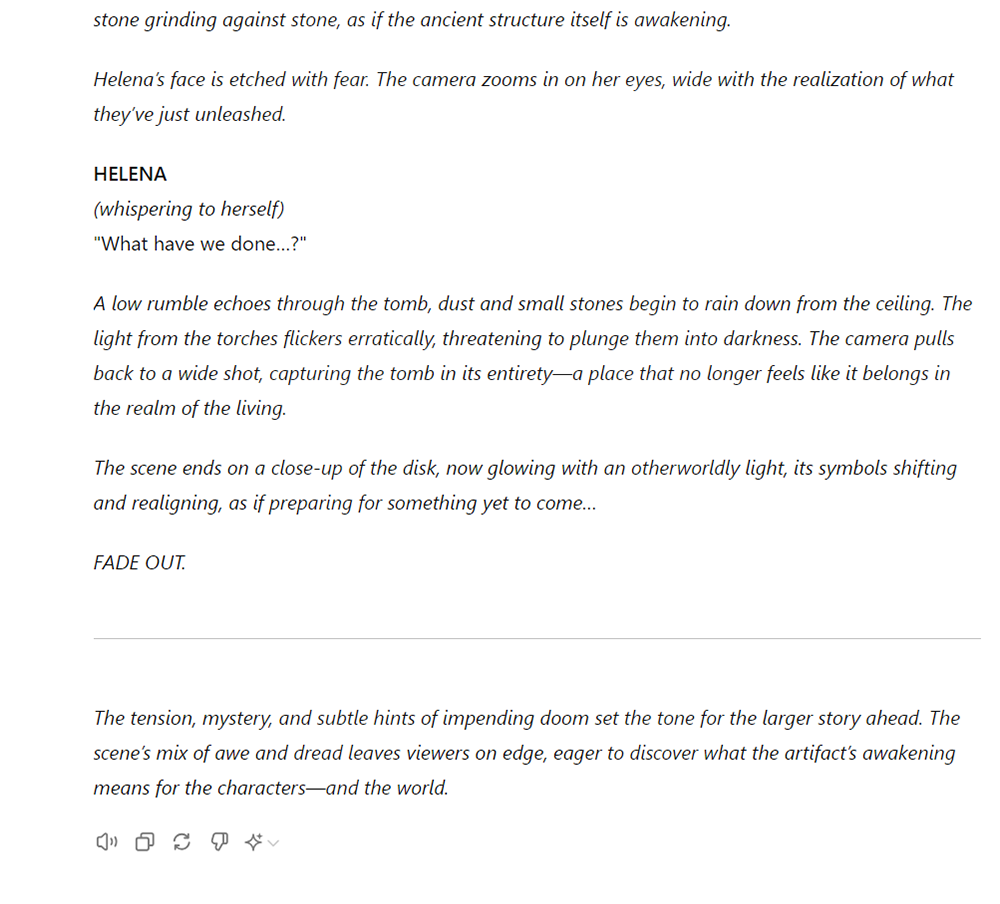 stone grinding against stone, as if the ancient structure itself is awakening.
Helena’s face is etched with fear. The camera zooms in on her eyes, wide with the realization of what
they’ve just unleashed.
HELENA
(whispering to herself)
"What have we done...?"
A low rumble echoes through the tomb, dust and small stones begin to rain down from the ceiling. The
light from the torches flickers erratically, threatening to plunge them into darkness. The camera pulls
back to a wide shot, capturing the tomb in its entirety—a place that no longer feels like it belongs in
the realm of the living.
The scene ends on a close-up of the disk, now glowing with an otherworldly light, its symbols shifting
and realigning, as if preparing for something yet to come...
FADE OUT.
The tension, mystery, and subtle hints of impending doom set the tone for the larger story ahead. The
scene’s mix of awe and dread leaves viewers on edge, eager to discover what the artifact’s awakening
means for the characters—and the world.